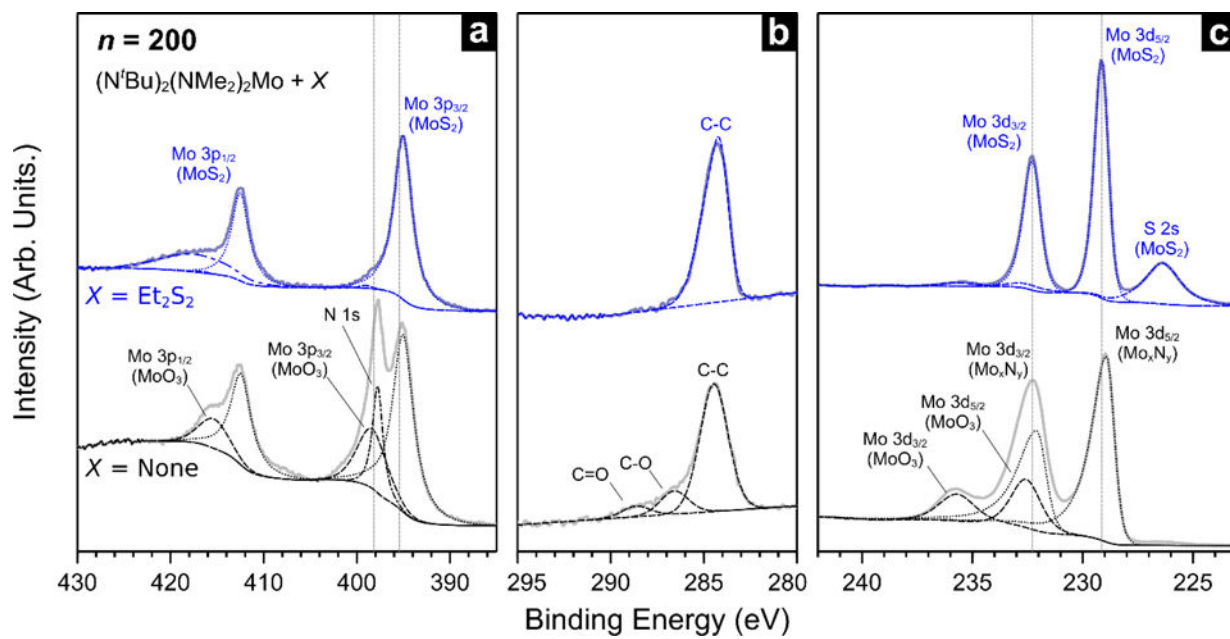 n = 200
(NᵗBu)₂(NMe₂)₂Mo + X
a
Mo 3p₃/₂
(MoS₂)
Mo 3p₁/₂
(MoS₂)
X = Et₂S₂
N 1s
Mo 3p₃/₂
(MoO₃)
Mo 3p₁/₂
(MoO₃)
X = None
430
420
410
400
390
b
C-C
C-C
C-O
C=O
295
290
285
280
c
Mo 3d₅/₂
(MoS₂)
Mo 3d₃/₂
(MoS₂)
S 2s
(MoS₂)
Mo 3d₅/₂
(MoₓNᵧ)
Mo 3d₃/₂
(MoₓNᵧ)
Mo 3d₅/₂
(MoO₃)
Mo 3d₃/₂
(MoO₃)
240
235
230
225
Intensity (Arb. Units.)
Binding Energy (eV)